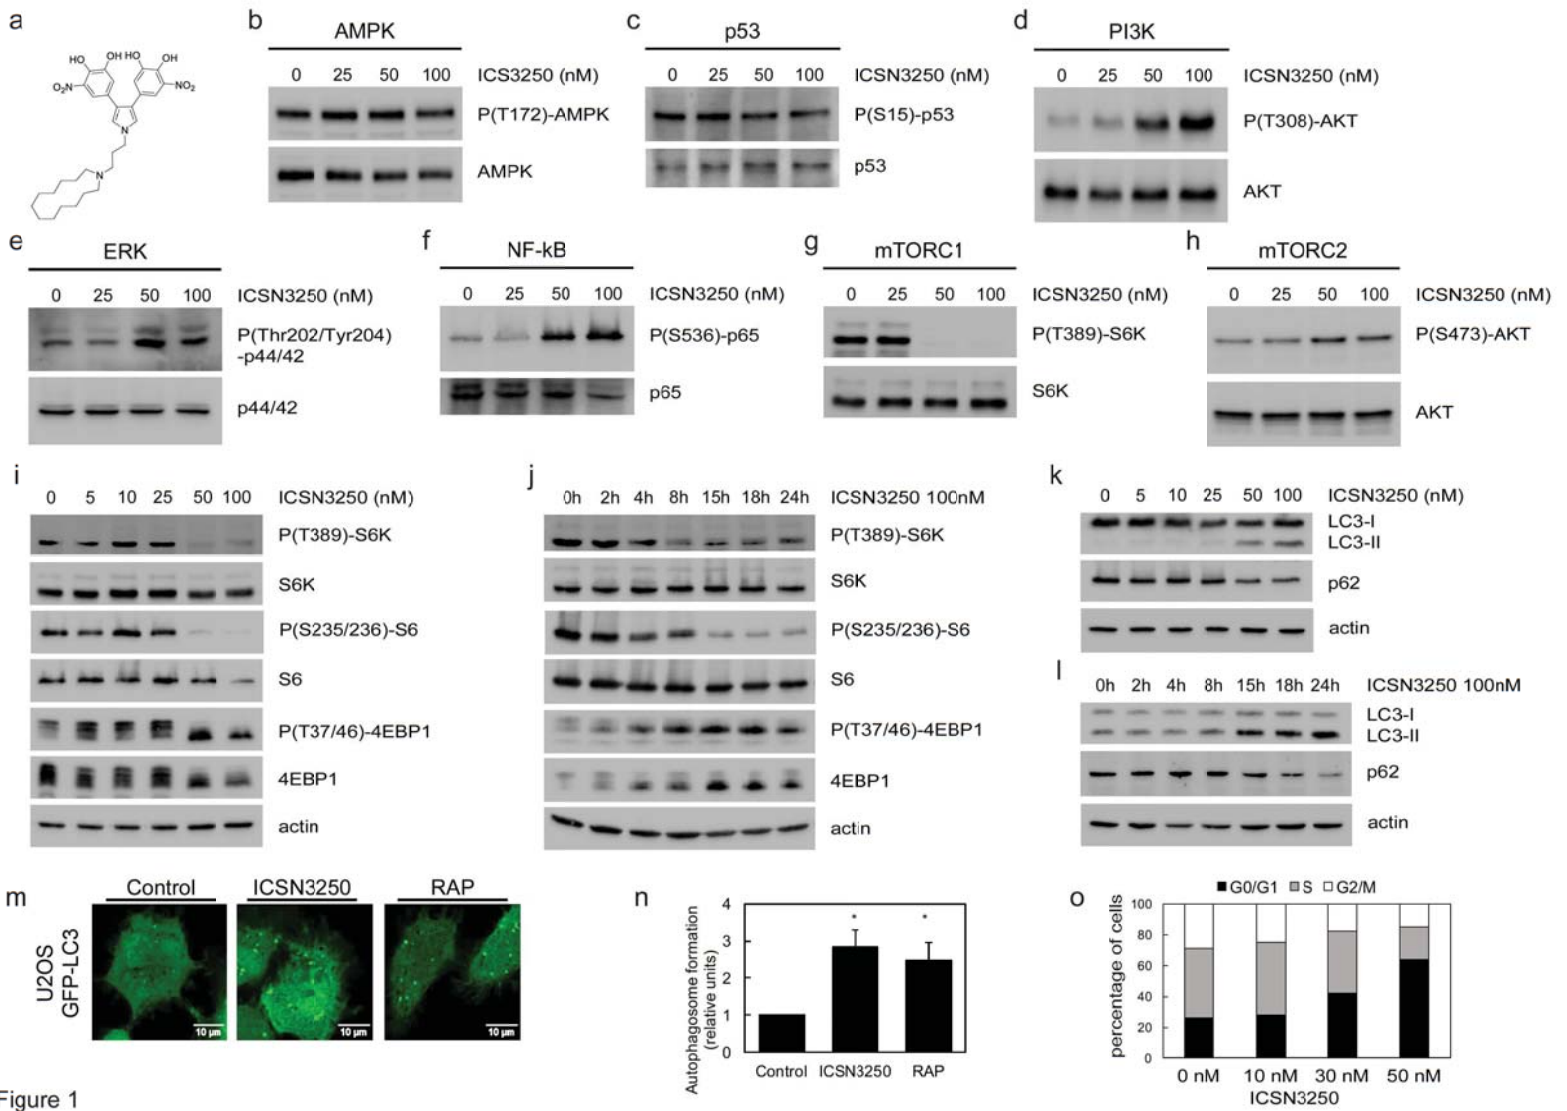 a
HO OH HO OH
O₂N NO₂
N
N
b
AMPK
0 25 50 100 ICS3250 (nM)
P(T172)-AMPK
AMPK
c
p53
0 25 50 100 ICSN3250 (nM)
P(S15)-p53
p53
d
PI3K
0 25 50 100 ICSN3250 (nM)
P(T308)-AKT
AKT
e
ERK
0 25 50 100 ICSN3250 (nM)
P(Thr202/Tyr204)
-p44/42
p44/42
f
NF-kB
0 25 50 100 ICSN3250 (nM)
P(S536)-p65
p65
g
mTORC1
0 25 50 100 ICSN3250 (nM)
P(T389)-S6K
S6K
h
mTORC2
0 25 50 100 ICSN3250 (nM)
P(S473)-AKT
AKT
i
0 5 10 25 50 100 ICSN3250 (nM)
P(T389)-S6K
S6K
P(S235/236)-S6
S6
P(T37/46)-4EBP1
4EBP1
actin
j
0h 2h 4h 8h 15h 18h 24h ICSN3250 100nM
P(T389)-S6K
S6K
P(S235/236)-S6
S6
P(T37/46)-4EBP1
4EBP1
actin
k
0 5 10 25 50 100 ICSN3250 (nM)
LC3-I
LC3-II
p62
actin
l
0h 2h 4h 8h 15h 18h 24h ICSN3250 100nM
LC3-I
LC3-II
p62
actin
m
Control ICSN3250 RAP
U2OS
GFP-LC3
10 µm 10 µm 10 µm
n
Autophagosome formation
(relative units)
4
3
2
1
0
* *
Control ICSN3250 RAP
o
G0/G1 S G2/M
percentage of cells
100
80
60
40
20
0
0 nM 10 nM 30 nM 50 nM
ICSN3250
Figure 1